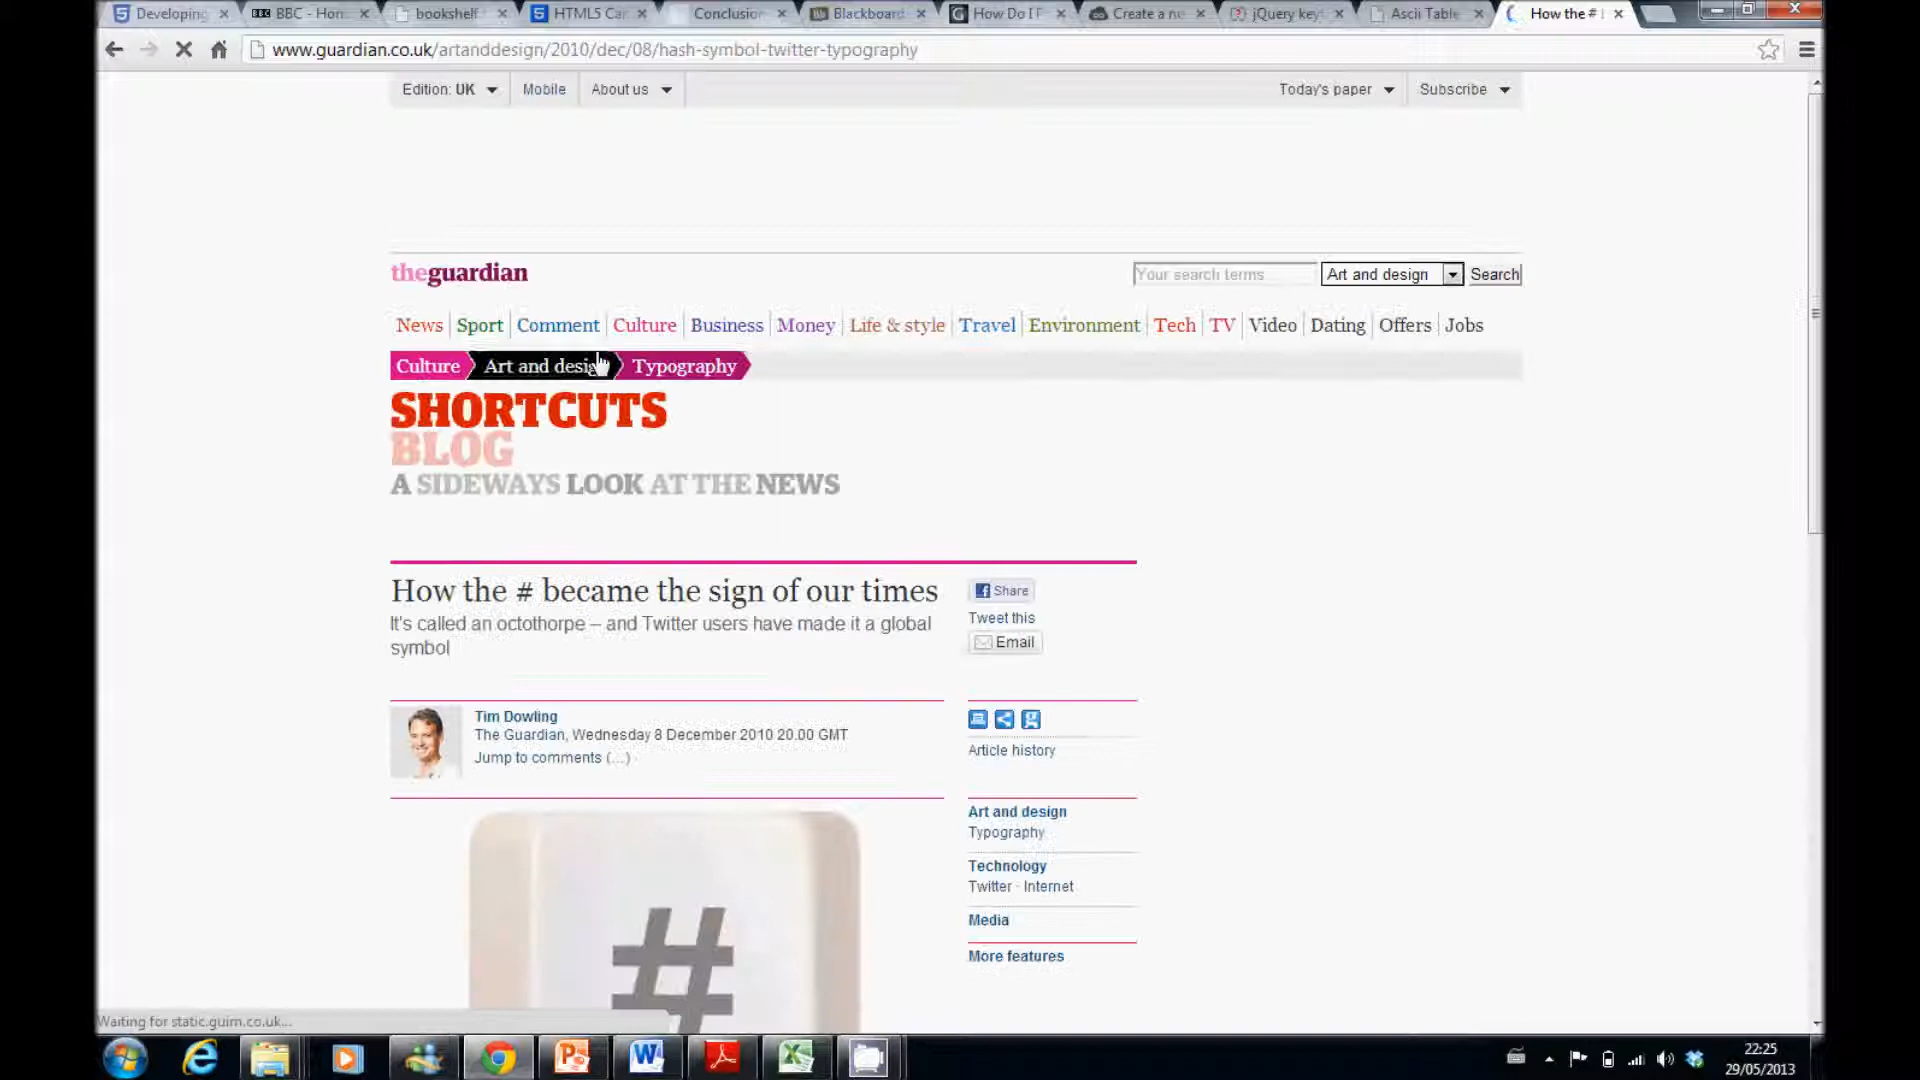 Developing
BBC - Hom
bookshelf
HTML5 Can
Conclusion
Blackboard
How Do I F
Create a ne
jQuery key
Ascii Table
How the #
www.guardian.co.uk/artanddesign/2010/dec/08/hash-symbol-twitter-typography
Edition: UK
Mobile
About us
Today's paper
Subscribe
theguardian
Your search terms
Art and design
Search
News
Sport
Comment
Culture
Business
Money
Life & style
Travel
Environment
Tech
TV
Video
Dating
Offers
Jobs
Culture
Art and design
Typography
SHORTCUTS
BLOG
A SIDEWAYS LOOK AT THE NEWS
How the # became the sign of our times
It's called an octothorpe – and Twitter users have made it a global
symbol
Share
Tweet this
Email
Tim Dowling
The Guardian, Wednesday 8 December 2010 20.00 GMT
Jump to comments (...)
Article history
Art and design
Typography
Technology
Twitter · Internet
Media
More features
#
Waiting for static.guim.co.uk...
22:25
29/05/2013